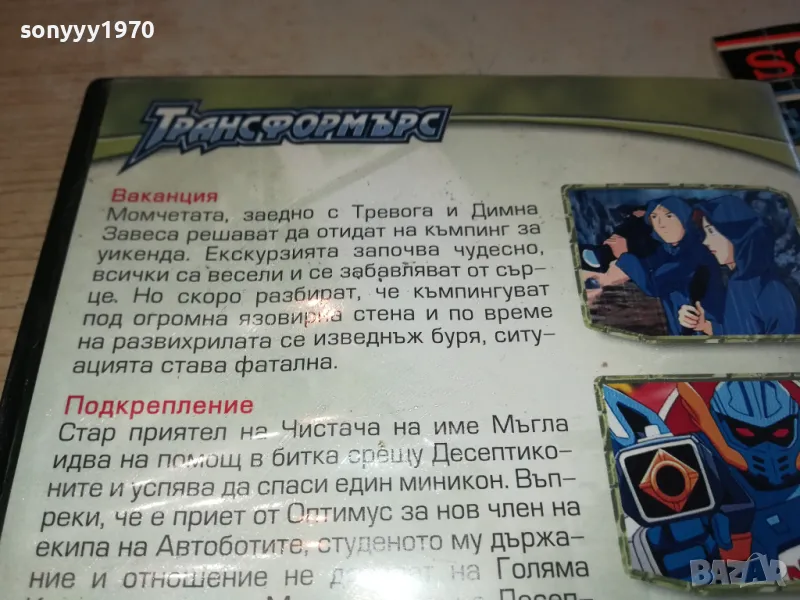 sonyyy1970
ТРАНСФОРМЪРС
Ваканция
Момчетата, заедно с Тревога и Димна
Завеса решават да отидат на къмпинг за
уикенда. Екскурзията започва чудесно,
всички са весели и се забавляват от сър-
це. Но скоро разбират, че къмпингуват
под огромна язовирна стена и по време
на развихрилата се изведнъж буря, ситу-
ацията става фатална.
Подкрепление
Стар приятел на Чистача на име Мъгла
идва на помощ в битка срещу Десептико-
ните и успява да спаси един миникон. Въп-
реки, че е приет от Оптимус за нов член на
екипа на Автоботите, студеното му държа-
ние и отношение не на Голяма
BAZAR